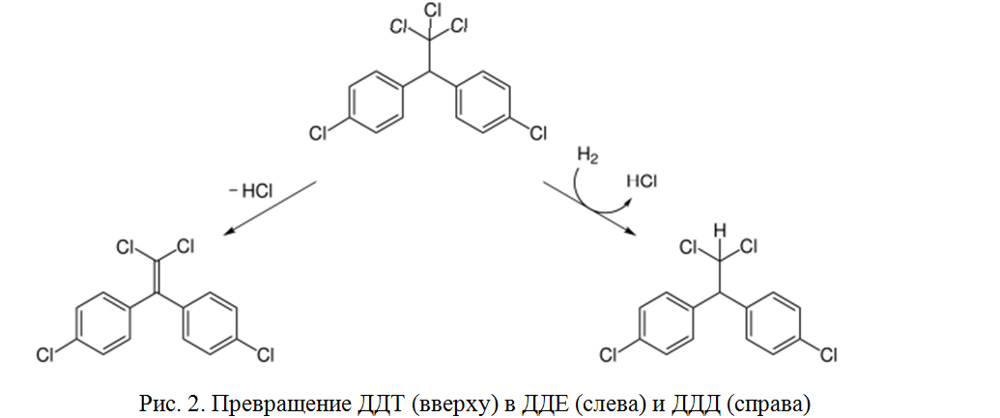 Cl
Cl Cl
Cl Cl
H₂
– HCl HCl
H
Cl Cl Cl Cl
Cl Cl Cl Cl
Рис. 2. Превращение ДДТ (вверху) в ДДЕ (слева) и ДДД (справа)